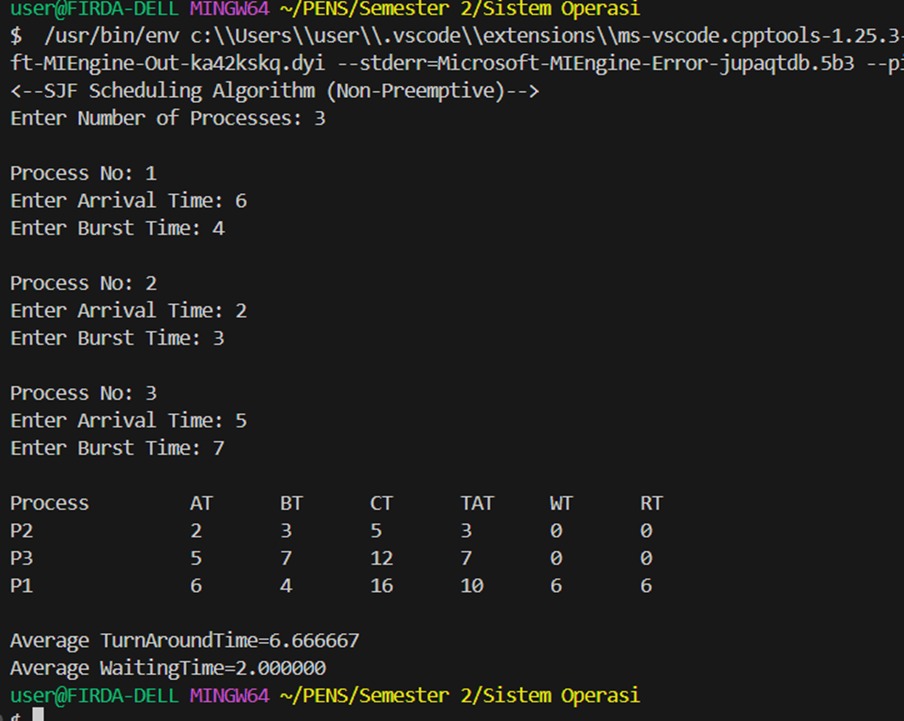 user@FIRDA-DELL MINGW64 ~/PENS/Semester 2/Sistem Operasi
$  /usr/bin/env c:\\Users\\user\\.vscode\\extensions\\ms-vscode.cpptools-1.25.3-
ft-MIEngine-Out-ka42kskq.dyi --stderr=Microsoft-MIEngine-Error-jupaqtdb.5b3 --pi
<--SJF Scheduling Algorithm (Non-Preemptive)-->
Enter Number of Processes: 3
Process No: 1
Enter Arrival Time: 6
Enter Burst Time: 4
Process No: 2
Enter Arrival Time: 2
Enter Burst Time: 3
Process No: 3
Enter Arrival Time: 5
Enter Burst Time: 7
Process AT BT CT TAT WT RT
P2 2 3 5 3 0 0
P3 5 7 12 7 0 0
P1 6 4 16 10 6 6
Average TurnAroundTime=6.666667
Average WaitingTime=2.000000
user@FIRDA-DELL MINGW64 ~/PENS/Semester 2/Sistem Operasi
$